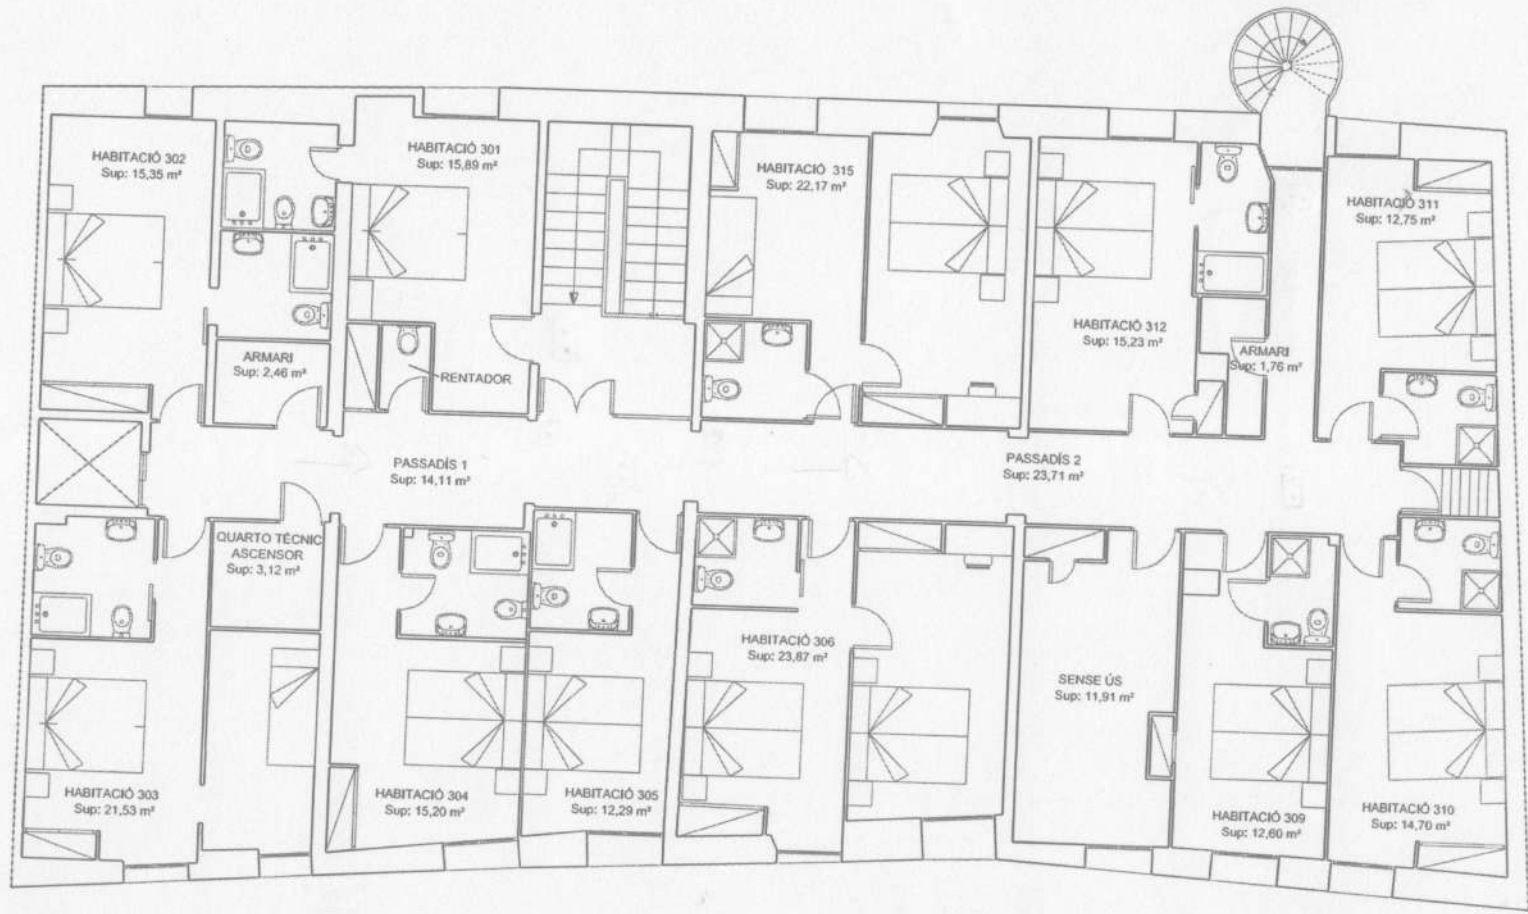 HABITACIÓ 302
Sup: 15,35 m²
HABITACIÓ 301
Sup: 15,89 m²
HABITACIÓ 315
Sup: 22,17 m²
HABITACIÓ 311
Sup: 12,75 m²
HABITACIÓ 312
Sup: 15,23 m²
ARMARI
Sup: 2,46 m²
RENTADOR
ARMARI
Sup: 1,76 m²
PASSADÍS 1
Sup: 14,11 m²
PASSADÍS 2
Sup: 23,71 m²
QUARTO TÉCNIC
ASCENSOR
Sup: 3,12 m²
HABITACIÓ 306
Sup: 23,87 m²
SENSE ÚS
Sup: 11,91 m²
HABITACIÓ 303
Sup: 21,53 m²
HABITACIÓ 304
Sup: 15,20 m²
HABITACIÓ 305
Sup: 12,29 m²
HABITACIÓ 309
Sup: 12,60 m²
HABITACIÓ 310
Sup: 14,70 m²